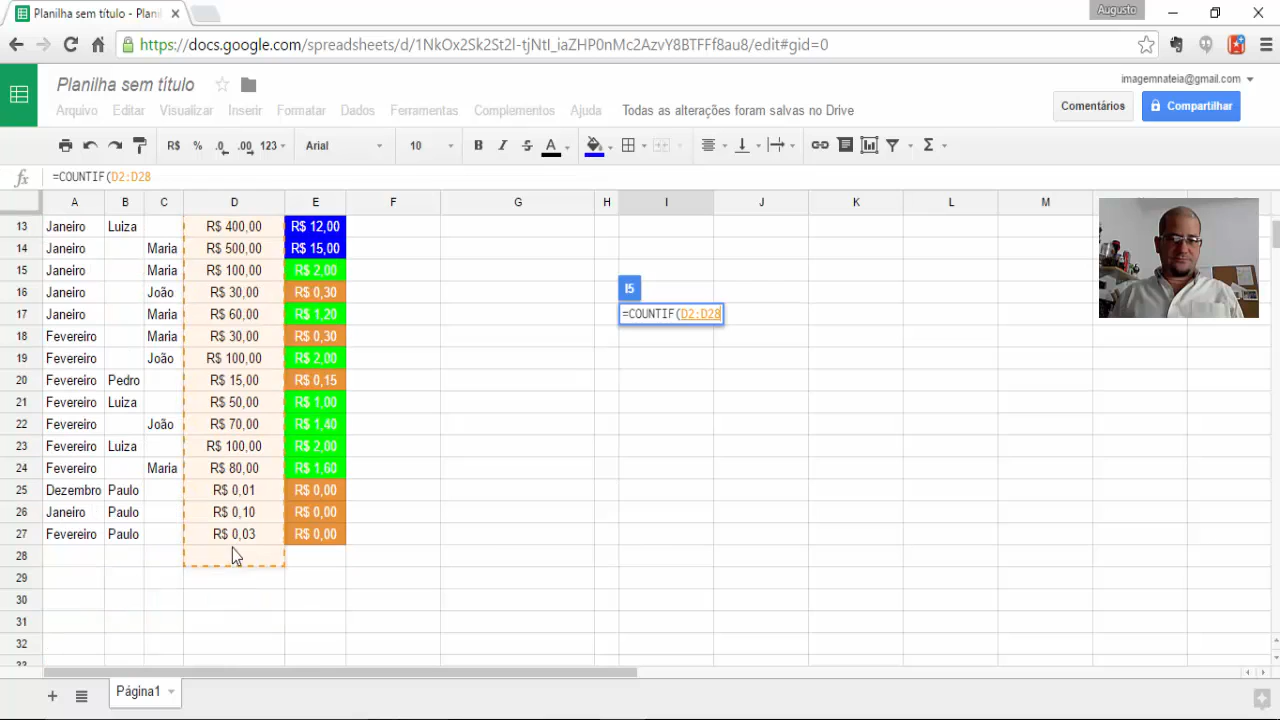 Planilha sem título - Plani
Augusto
https://docs.google.com/spreadsheets/d/1NkOx2Sk2St2l-tjNtI_iaZHP0nMc2AzvY8BTFFf8au8/edit#gid=0
Planilha sem título
imagemnateia@gmail.com
Arquivo Editar Visualizar Inserir Formatar Dados Ferramentas Complementos Ajuda Todas as alterações foram salvas no Drive
Comentários
Compartilhar
R$ % .0 .00 123 Arial 10 B I S A Σ
fx =COUNTIF(D2:D28
A B C D E F G H I J K L M
13 Janeiro Luiza R$ 400,00 R$ 12,00
14 Janeiro Maria R$ 500,00 R$ 15,00
15 Janeiro Maria R$ 100,00 R$ 2,00
16 Janeiro João R$ 30,00 R$ 0,30
I5
17 Janeiro Maria R$ 60,00 R$ 1,20 =COUNTIF(D2:D28
18 Fevereiro Maria R$ 30,00 R$ 0,30
19 Fevereiro João R$ 100,00 R$ 2,00
20 Fevereiro Pedro R$ 15,00 R$ 0,15
21 Fevereiro Luiza R$ 50,00 R$ 1,00
22 Fevereiro João R$ 70,00 R$ 1,40
23 Fevereiro Luiza R$ 100,00 R$ 2,00
24 Fevereiro Maria R$ 80,00 R$ 1,60
25 Dezembro Paulo R$ 0,01 R$ 0,00
26 Janeiro Paulo R$ 0,10 R$ 0,00
27 Fevereiro Paulo R$ 0,03 R$ 0,00
28
29
30
31
32
33
Página1